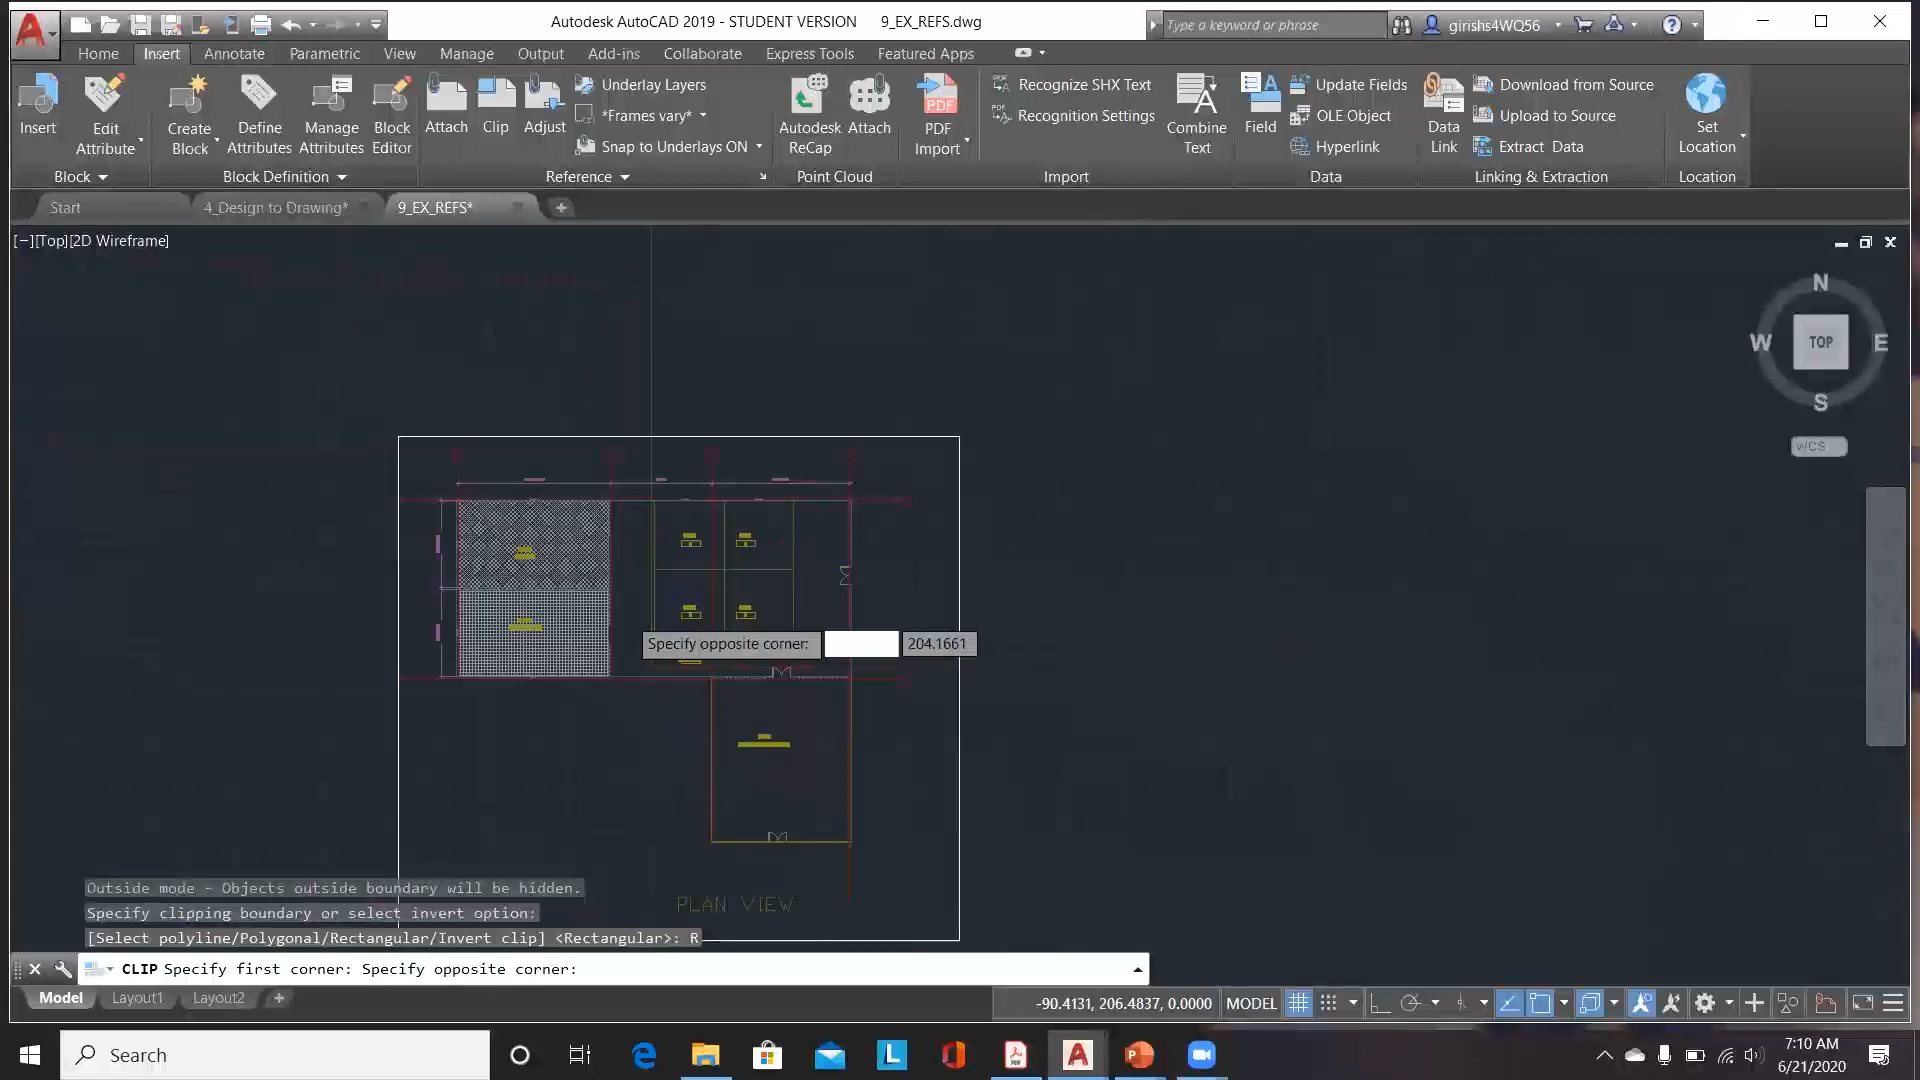 Autodesk AutoCAD 2019 - STUDENT VERSION 9_EX_REFS.dwg
Type a keyword or phrase
girishs4WQ56
Home Insert Annotate Parametric View Manage Output Add-ins Collaborate Express Tools Featured Apps
Insert
Edit Attribute
Create Block
Define Attributes
Manage Attributes
Block Editor
Attach
Clip
Adjust
Underlay Layers
*Frames vary*
Snap to Underlays ON
Autodesk ReCap
Attach
PDF Import
Recognize SHX Text
Recognition Settings
Combine Text
Field
Update Fields
OLE Object
Hyperlink
Data Link
Download from Source
Upload to Source
Extract Data
Set Location
Block
Block Definition
Reference
Point Cloud
Import
Data
Linking & Extraction
Location
Start 4_Design to Drawing* 9_EX_REFS*
[−][Top][2D Wireframe]
N
W TOP E
S
WCS
Specify opposite corner: 204.1661
PLAN VIEW
Outside mode - Objects outside boundary will be hidden.
Specify clipping boundary or select invert option:
[Select polyline/Polygonal/Rectangular/Invert clip] <Rectangular>: R
CLIP Specify first corner: Specify opposite corner:
Model Layout1 Layout2
-90.4131, 206.4837, 0.0000 MODEL
Search
7:10 AM
6/21/2020